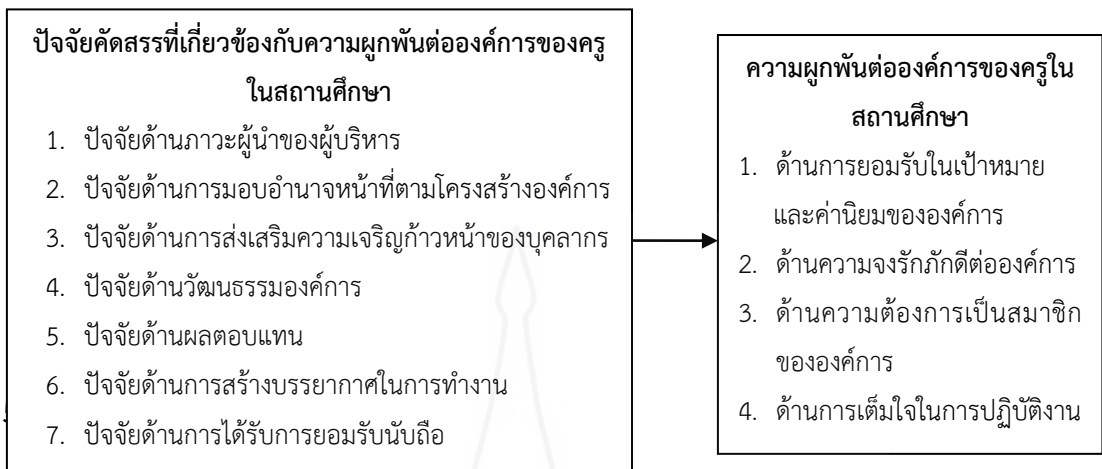 ปัจจัยคัดสรรที่เกี่ยวข้องกับความผูกพันต่อองค์การของครู
ในสถานศึกษา
1. ปัจจัยด้านภาวะผู้นำของผู้บริหาร
2. ปัจจัยด้านการมอบอำนาจหน้าที่ตามโครงสร้างองค์การ
3. ปัจจัยด้านการส่งเสริมความเจริญก้าวหน้าของบุคลากร
4. ปัจจัยด้านวัฒนธรรมองค์การ
5. ปัจจัยด้านผลตอบแทน
6. ปัจจัยด้านการสร้างบรรยากาศในการทำงาน
7. ปัจจัยด้านการได้รับการยอมรับนับถือ
ความผูกพันต่อองค์การของครูใน
สถานศึกษา
1. ด้านการยอมรับในเป้าหมาย
และค่านิยมขององค์การ
2. ด้านความจงรักภักดีต่อองค์การ
3. ด้านความต้องการเป็นสมาชิก
ขององค์การ
4. ด้านการเต็มใจในการปฏิบัติงาน